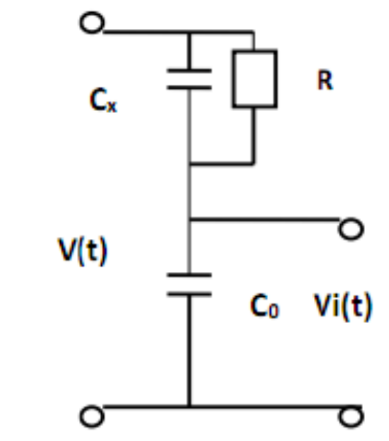 R
Cₓ
V(t)
C₀ Vi(t)